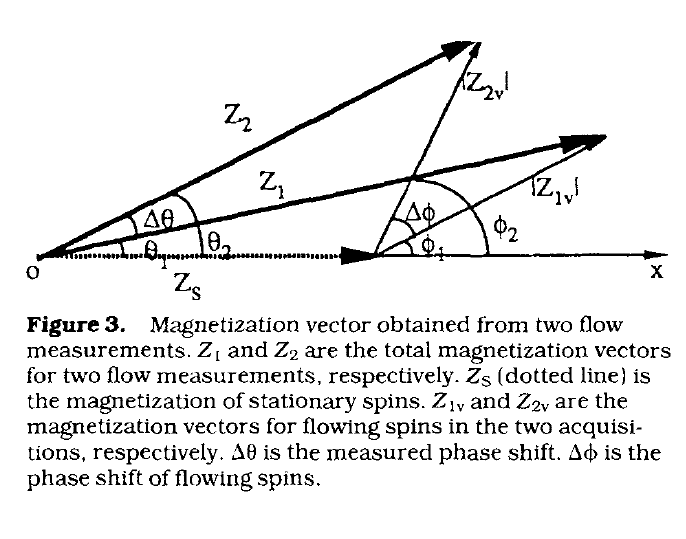 Z2
|Z2v|
Z1
|Z1v|
Δθ
θ1
θ2
Δϕ
ϕ1
ϕ2
O
x
ZS
Figure 3. Magnetization vector obtained from two flow
measurements. Z1 and Z2 are the total magnetization vectors
for two flow measurements, respectively. ZS (dotted line) is
the magnetization of stationary spins. Z1v and Z2v are the
magnetization vectors for flowing spins in the two acquisi-
tions, respectively. Δθ is the measured phase shift. Δϕ is the
phase shift of flowing spins.